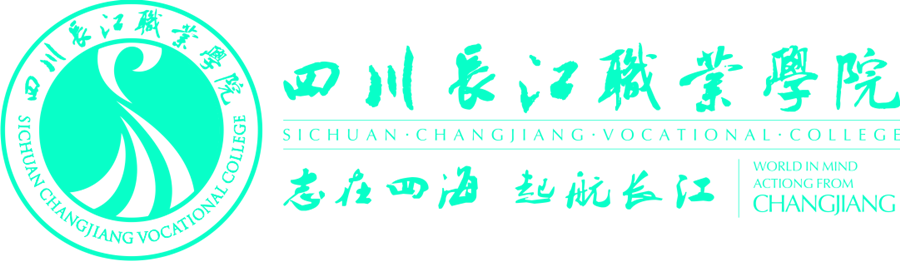 四川長江職業學院
SICHUAN CHANGJIANG VOCATIONAL COLLEGE
四川長江職業學院
SICHUAN·CHANGJIANG·VOCATIONAL·COLLEGE
志在四海 起航长江
WORLD IN MIND
ACTIONG FROM
CHANGJIANG